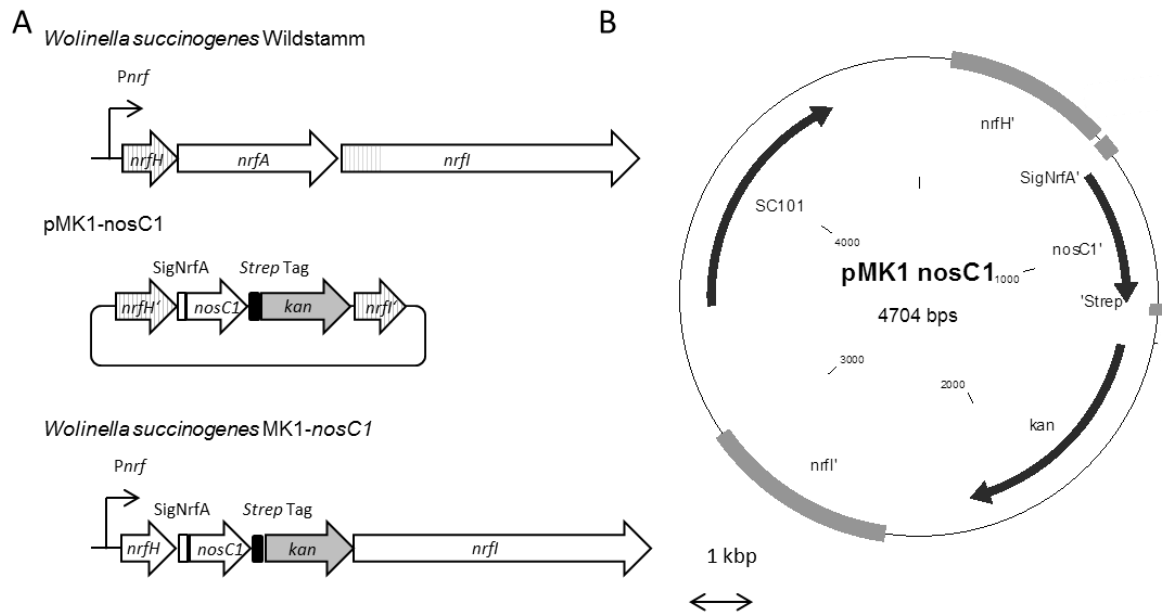 A
Wolinella succinogenes Wildstamm
Pnrf
nrfH
nrfA
nrfI
pMK1-nosC1
SigNrfA
Strep Tag
nrfH'
nosC1
kan
nrfI'
Wolinella succinogenes MK1-nosC1
Pnrf
SigNrfA
Strep Tag
nrfH
nosC1
kan
nrfI
B
nrfH'
SigNrfA'
SC101
4000
nosC1'
pMK1 nosC1
1000
'Strep
4704 bps
3000
2000
kan
nrfI'
1 kbp